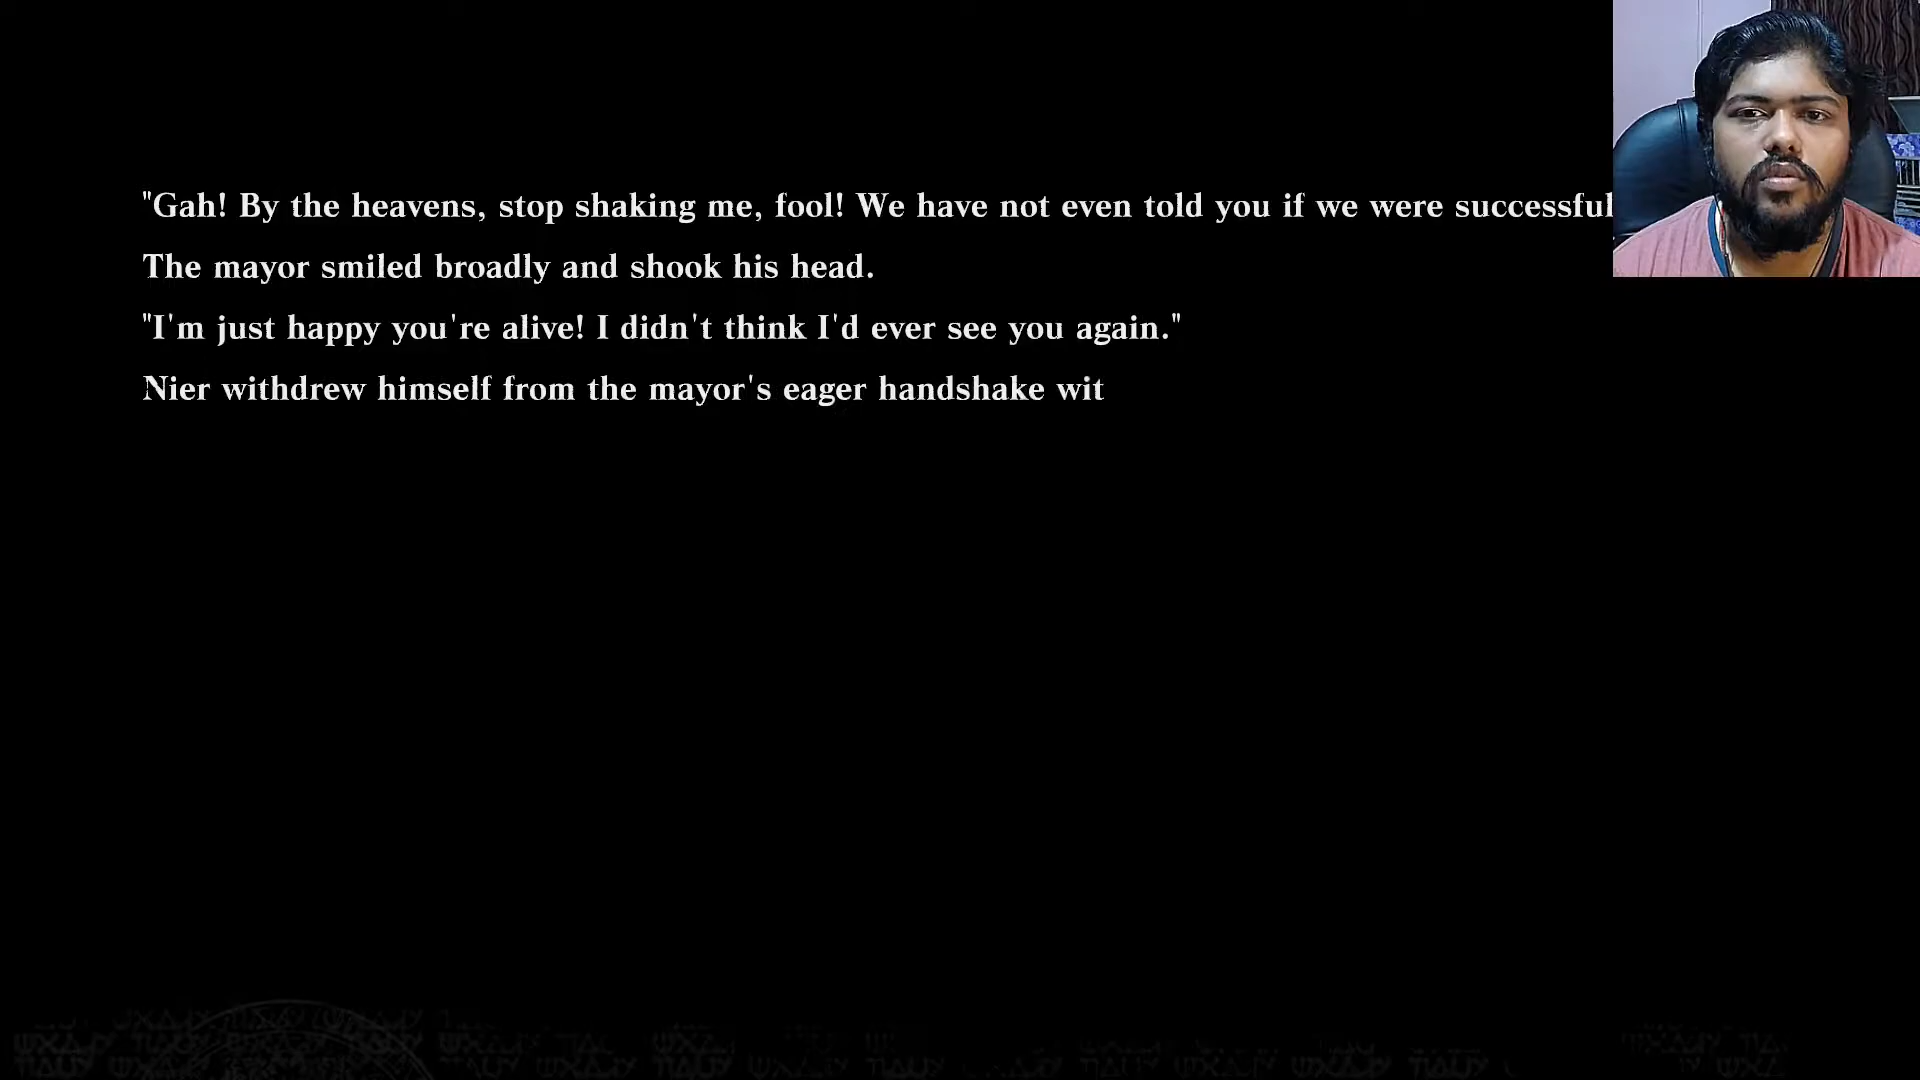 "Gah! By the heavens, stop shaking me, fool! We have not even told you if we were successful
The mayor smiled broadly and shook his head.
"I'm just happy you're alive! I didn't think I'd ever see you again."
Nier withdrew himself from the mayor's eager handshake wit